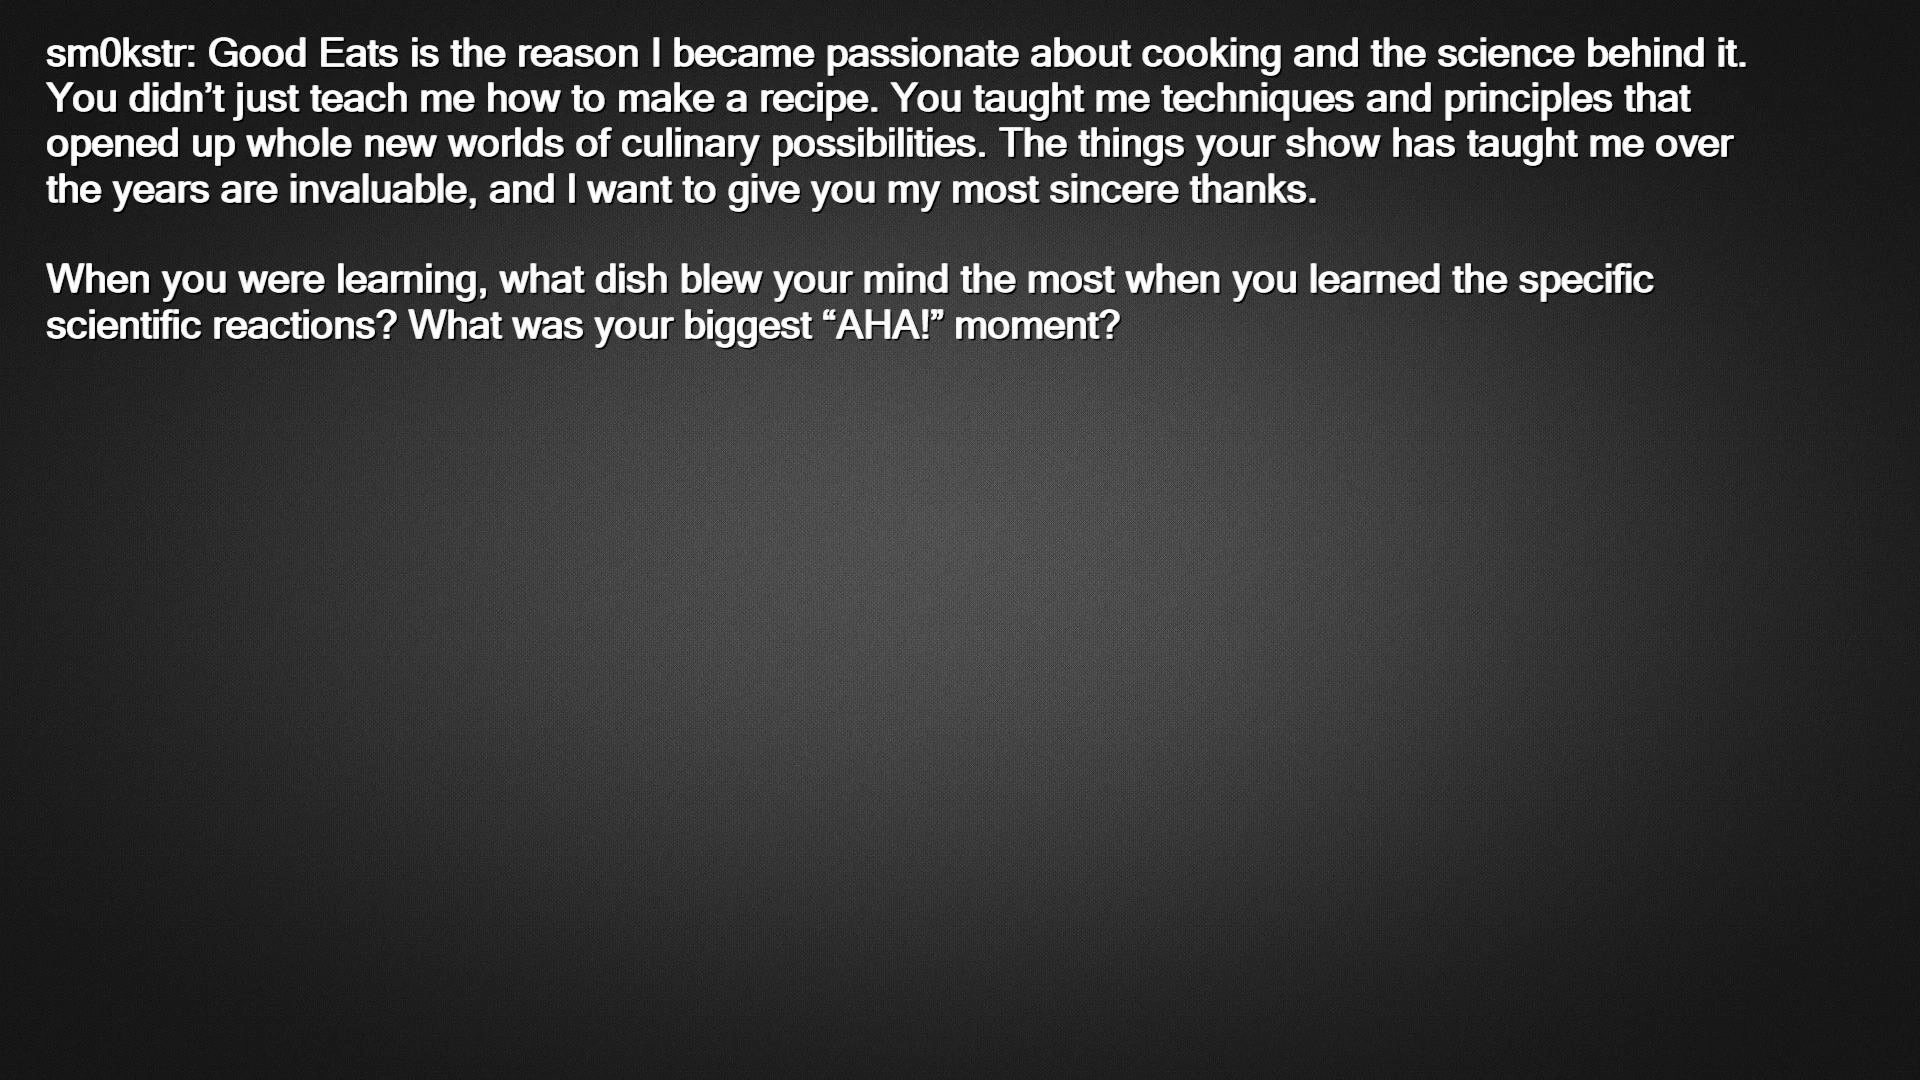 sm0kstr: Good Eats is the reason I became passionate about cooking and the science behind it.
You didn’t just teach me how to make a recipe. You taught me techniques and principles that
opened up whole new worlds of culinary possibilities. The things your show has taught me over
the years are invaluable, and I want to give you my most sincere thanks.
When you were learning, what dish blew your mind the most when you learned the specific
scientific reactions? What was your biggest “AHA!” moment?